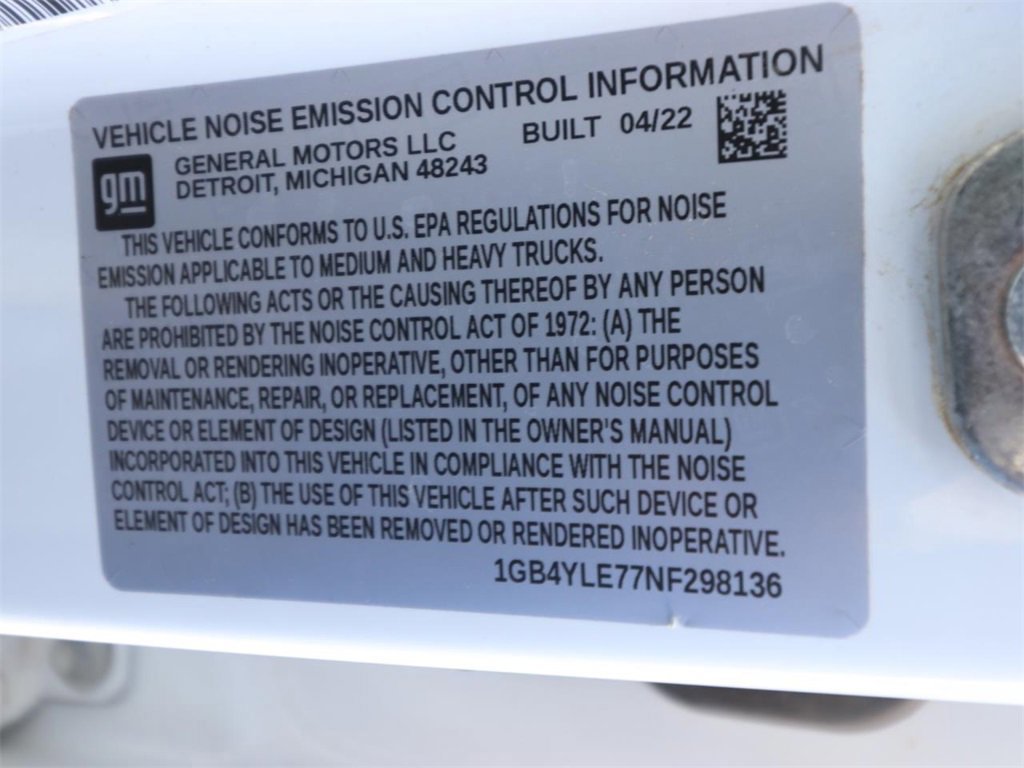 VEHICLE NOISE EMISSION CONTROL INFORMATION
gm
GENERAL MOTORS LLC BUILT 04/22
DETROIT, MICHIGAN 48243
THIS VEHICLE CONFORMS TO U.S. EPA REGULATIONS FOR NOISE
EMISSION APPLICABLE TO MEDIUM AND HEAVY TRUCKS.
THE FOLLOWING ACTS OR THE CAUSING THEREOF BY ANY PERSON
ARE PROHIBITED BY THE NOISE CONTROL ACT OF 1972: (A) THE
REMOVAL OR RENDERING INOPERATIVE, OTHER THAN FOR PURPOSES
OF MAINTENANCE, REPAIR, OR REPLACEMENT, OF ANY NOISE CONTROL
DEVICE OR ELEMENT OF DESIGN (LISTED IN THE OWNER'S MANUAL)
INCORPORATED INTO THIS VEHICLE IN COMPLIANCE WITH THE NOISE
CONTROL ACT; (B) THE USE OF THIS VEHICLE AFTER SUCH DEVICE OR
ELEMENT OF DESIGN HAS BEEN REMOVED OR RENDERED INOPERATIVE.
1GB4YLE77NF298136